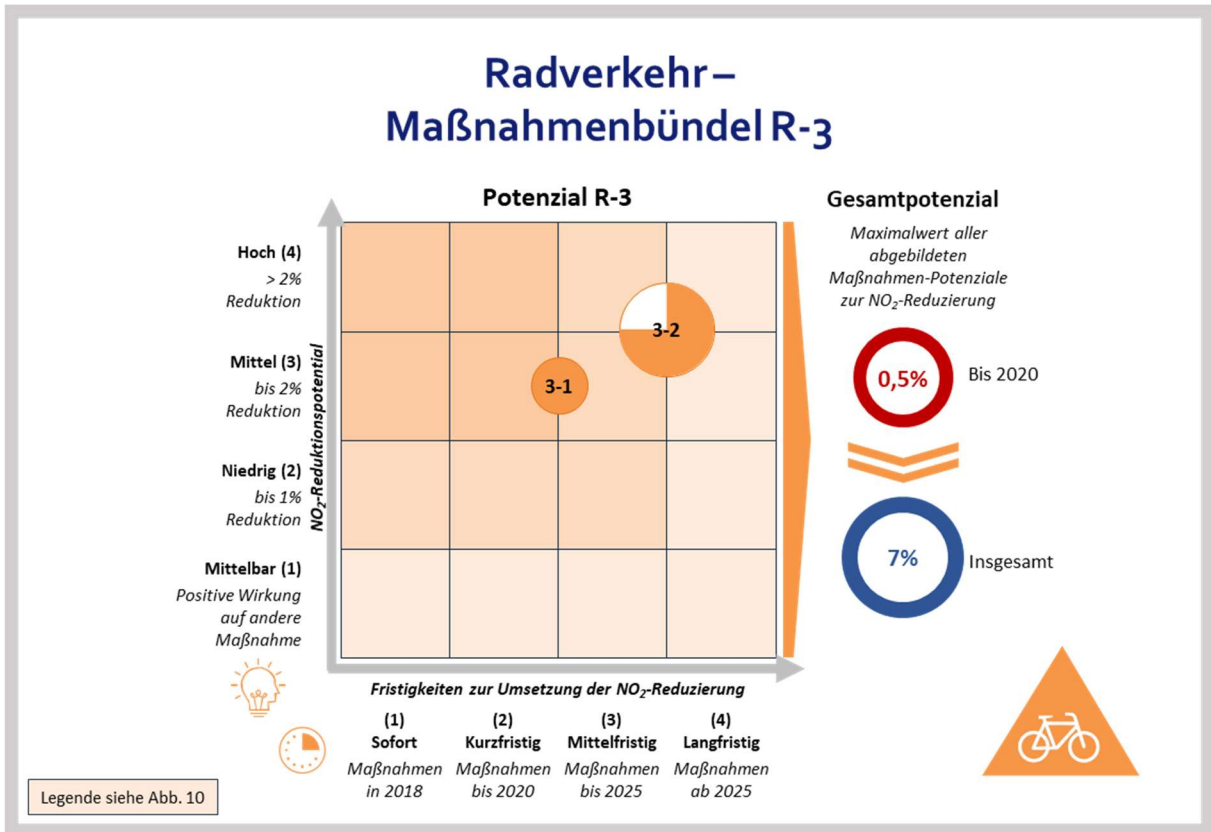 Radverkehr –
Maßnahmenbündel R-3
Potenzial R-3
Hoch (4)
> 2%
Reduktion
Mittel (3)
bis 2%
Reduktion
Niedrig (2)
bis 1%
Reduktion
Mittelbar (1)
Positive Wirkung
auf andere
Maßnahme
NO₂-Reduktionspotential
3-2
3-1
Fristigkeiten zur Umsetzung der NO₂-Reduzierung
(1)
Sofort
Maßnahmen
in 2018
(2)
Kurzfristig
Maßnahmen
bis 2020
(3)
Mittelfristig
Maßnahmen
bis 2025
(4)
Langfristig
Maßnahmen
ab 2025
Gesamtpotenzial
Maximalwert aller
abgebildeten
Maßnahmen-Potenziale
zur NO₂-Reduzierung
0,5% Bis 2020
7% Insgesamt
Legende siehe Abb. 10